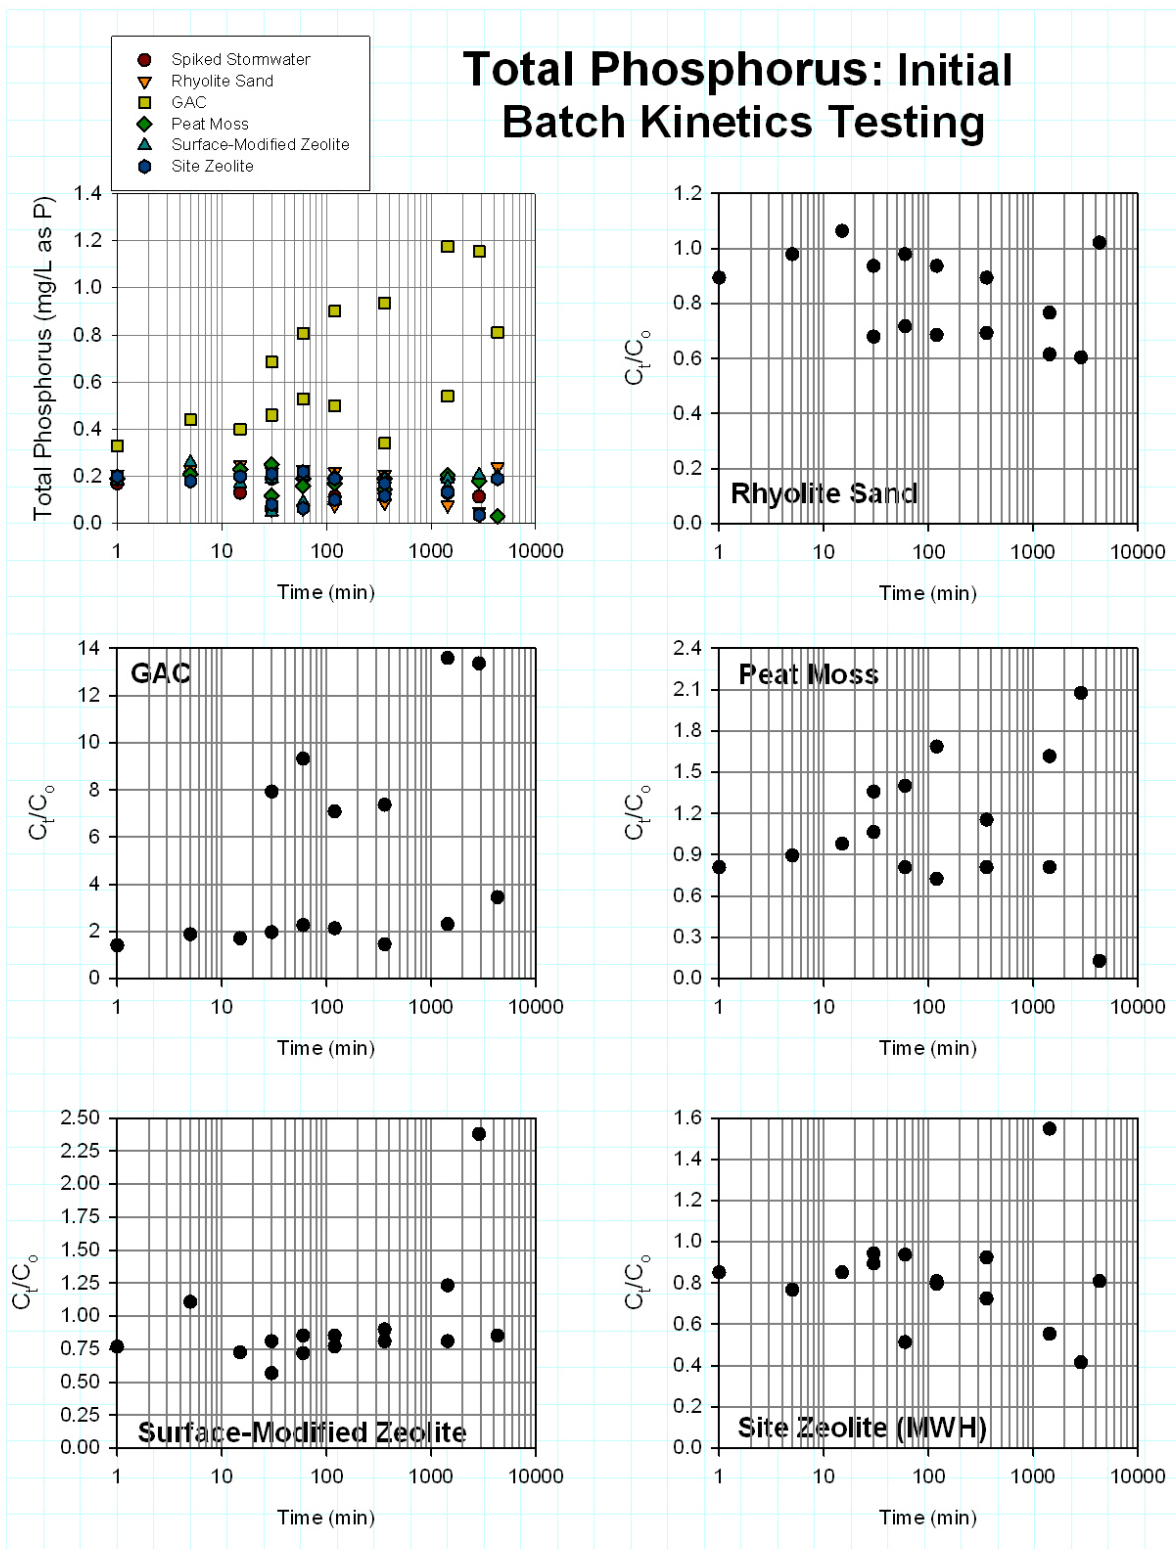 Total Phosphorus: Initial
Batch Kinetics Testing
Spiked Stormwater
Rhyolite Sand
GAC
Peat Moss
Surface-Modified Zeolite
Site Zeolite
Total Phosphorus (mg/L as P)
1.4
1.2
1.0
0.8
0.6
0.4
0.2
0.0
1 10 100 1000 10000
Time (min)
Ct/Co
1.2
1.0
0.8
0.6
0.4
0.2
0.0
Rhyolite Sand
1 10 100 1000 10000
Time (min)
Ct/Co
14
12
10
8
6
4
2
0
GAC
1 10 100 1000 10000
Time (min)
Ct/Co
2.4
2.1
1.8
1.5
1.2
0.9
0.6
0.3
0.0
Peat Moss
1 10 100 1000 10000
Time (min)
Ct/Co
2.50
2.25
2.00
1.75
1.50
1.25
1.00
0.75
0.50
0.25
0.00
Surface-Modified Zeolite
1 10 100 1000 10000
Time (min)
Ct/Co
1.6
1.4
1.2
1.0
0.8
0.6
0.4
0.2
0.0
Site Zeolite (MWH)
1 10 100 1000 10000
Time (min)